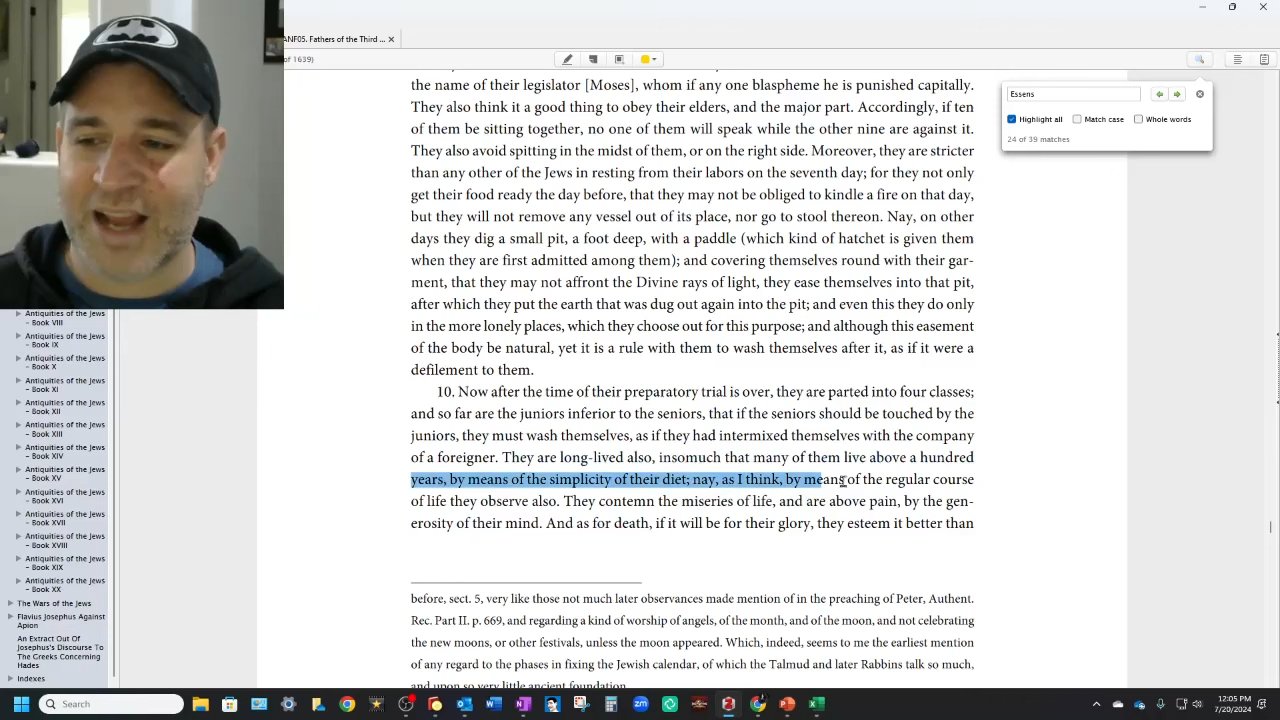 ANF05. Fathers of the Third ...
of 1639)
Essens
Highlight all
Match case
Whole words
24 of 39 matches
the name of their legislator [Moses], whom if any one blaspheme he is punished capitally.
They also think it a good thing to obey their elders, and the major part. Accordingly, if ten
of them be sitting together, no one of them will speak while the other nine are against it.
They also avoid spitting in the midst of them, or on the right side. Moreover, they are stricter
than any other of the Jews in resting from their labors on the seventh day; for they not only
get their food ready the day before, that they may not be obliged to kindle a fire on that day,
but they will not remove any vessel out of its place, nor go to stool thereon. Nay, on other
days they dig a small pit, a foot deep, with a paddle (which kind of hatchet is given them
when they are first admitted among them); and covering themselves round with their gar-
ment, that they may not affront the Divine rays of light, they ease themselves into that pit,
after which they put the earth that was dug out again into the pit; and even this they do only
in the more lonely places, which they choose out for this purpose; and although this easement
of the body be natural, yet it is a rule with them to wash themselves after it, as if it were a
defilement to them.
10. Now after the time of their preparatory trial is over, they are parted into four classes;
and so far are the juniors inferior to the seniors, that if the seniors should be touched by the
juniors, they must wash themselves, as if they had intermixed themselves with the company
of a foreigner. They are long-lived also, insomuch that many of them live above a hundred
years, by means of the simplicity of their diet; nay, as I think, by means of the regular course
of life they observe also. They contemn the miseries of life, and are above pain, by the gen-
erosity of their mind. And as for death, if it will be for their glory, they esteem it better than
before, sect. 5, very like those not much later observances made mention of in the preaching of Peter, Authent.
Rec. Part II. p. 669, and regarding a kind of worship of angels, of the month, and of the moon, and not celebrating
the new moons, or other festivals, unless the moon appeared. Which, indeed, seems to me the earliest mention
of any regard to the phases in fixing the Jewish calendar, of which the Talmud and later Rabbins talk so much,
and upon so very little ancient foundation.
Antiquities of the Jews
- Book VIII
Antiquities of the Jews
- Book IX
Antiquities of the Jews
- Book X
Antiquities of the Jews
- Book XI
Antiquities of the Jews
- Book XII
Antiquities of the Jews
- Book XIII
Antiquities of the Jews
- Book XIV
Antiquities of the Jews
- Book XV
Antiquities of the Jews
- Book XVI
Antiquities of the Jews
- Book XVII
Antiquities of the Jews
- Book XVIII
Antiquities of the Jews
- Book XIX
Antiquities of the Jews
- Book XX
The Wars of the Jews
Flavius Josephus Against
Apion
An Extract Out Of
Josephus's Discourse To
The Greeks Concerning
Hades
Indexes
Search
12:05 PM
7/20/2024